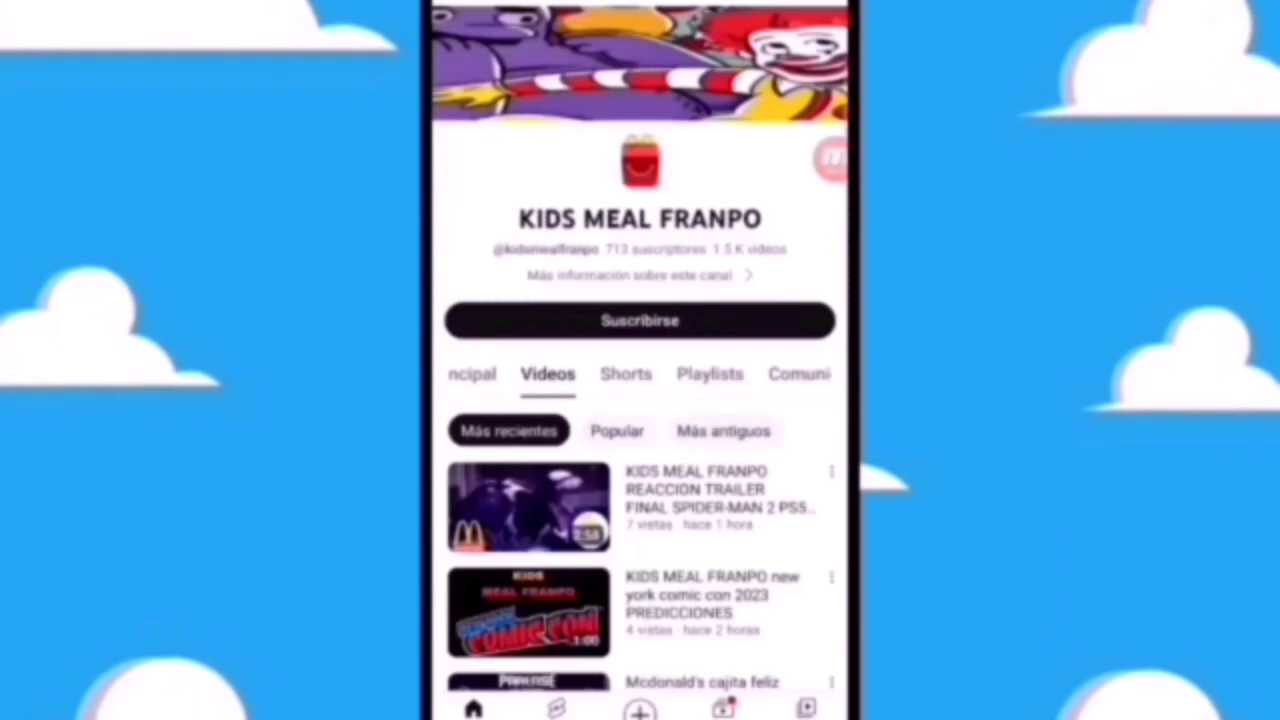 KIDS MEAL FRANPO
@kidsmealfranpo 713 suscriptores 1.5 K videos
Más información sobre este canal
Suscribirse
ncipal Videos Shorts Playlists Comuni
Más recientes Popular Más antiguos
KIDS MEAL FRANPO
REACCION TRAILER
FINAL SPIDER-MAN 2 PS5...
7 vistas · hace 1 hora
2:58
KIDS MEAL FRANPO new
york comic con 2023
PREDICCIONES
4 vistas · hace 2 horas
KIDS
MEAL FRANPO
COMIC CON
1:00
Mcdonald's cajita feliz